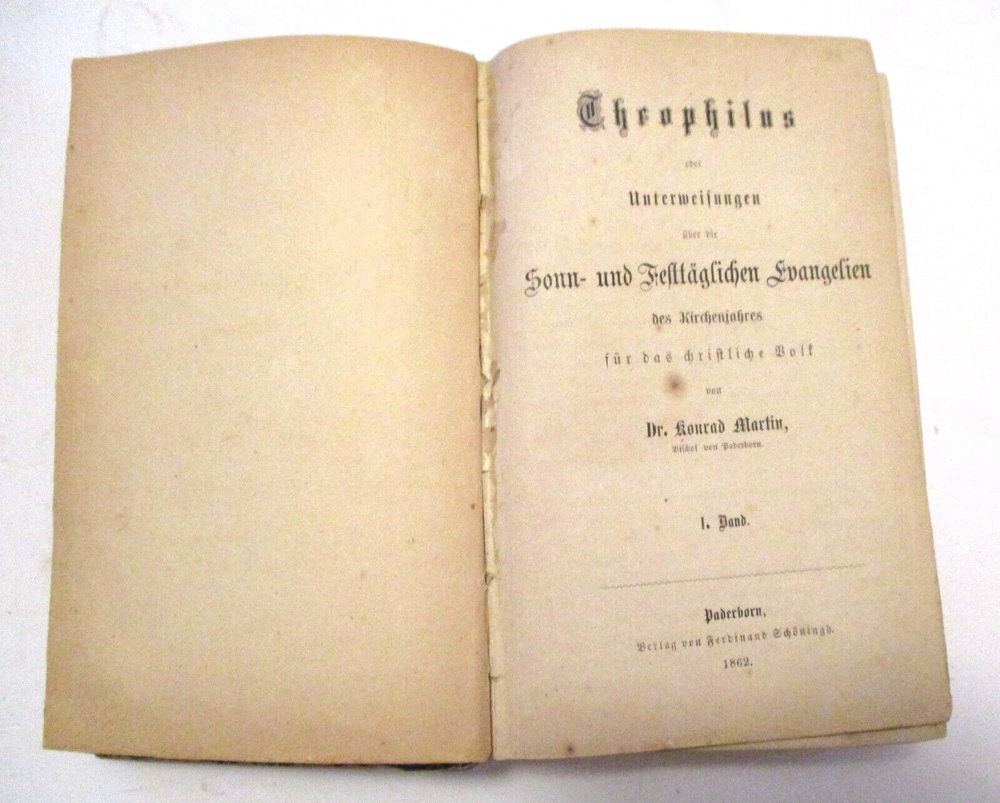 Theophilus
oder
Unterweisungen
über die
Sonn- und Festtäglichen Evangelien
des Kirchenjahres
für das christliche Volk
von
Dr. Konrad Martin,
Bischof von Paderborn.
I. Band.
Paderborn,
Verlag von Ferdinand Schöningh.
1862.